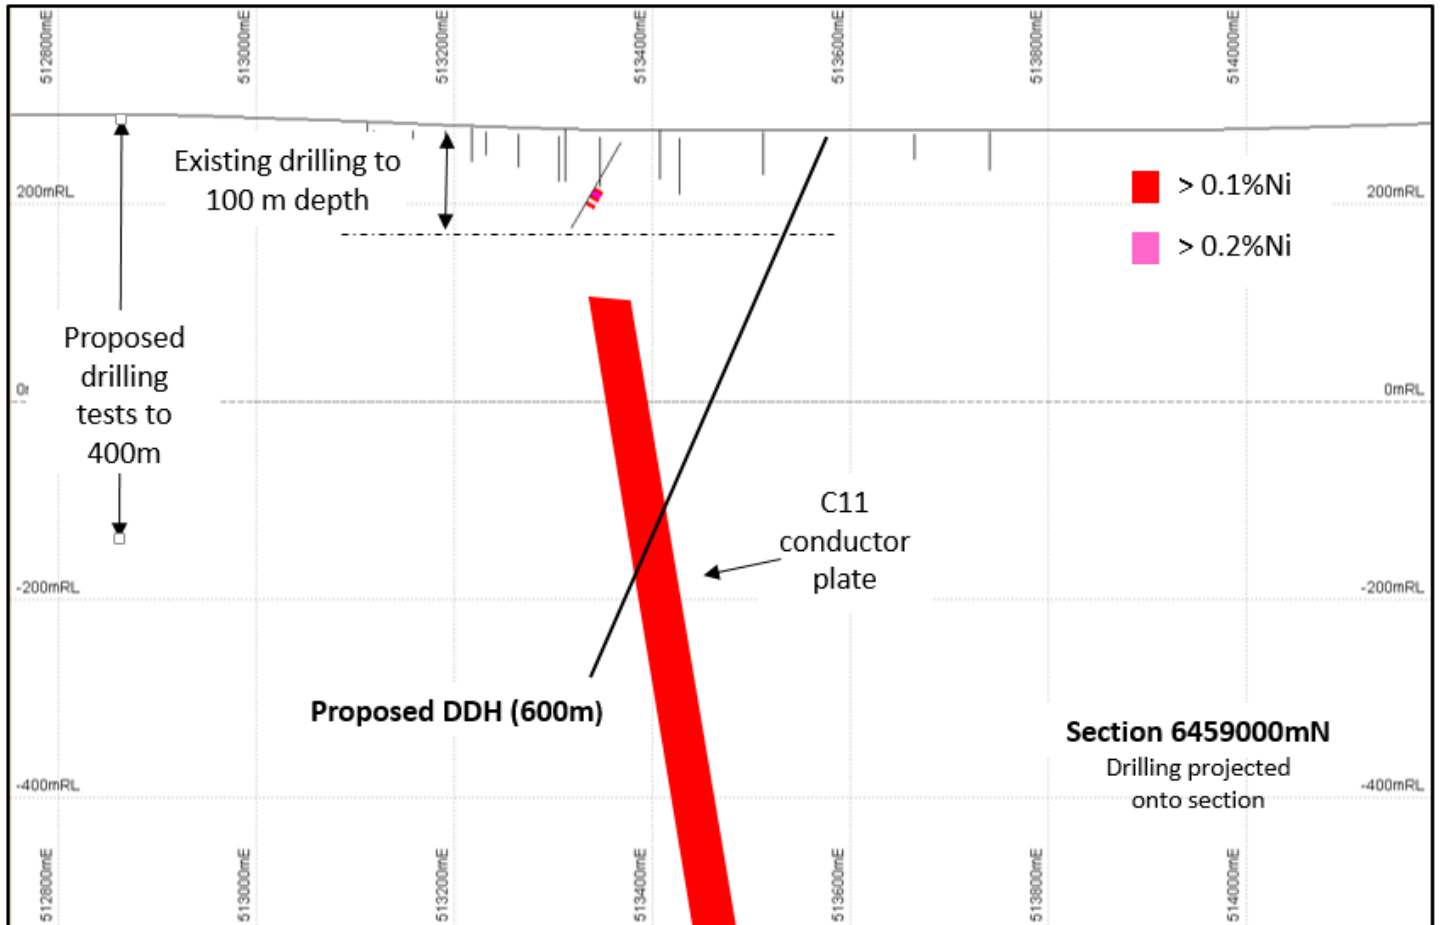 512800mE
513000mE
513200mE
513400mE
513600mE
513800mE
514000mE
Existing drilling to
100 m depth
200mRL
200mRL
> 0.1%Ni
> 0.2%Ni
Proposed
drilling
tests to
400m
0mRL
C11
conductor
plate
-200mRL
-200mRL
Proposed DDH (600m)
Section 6459000mN
Drilling projected
onto section
-400mRL
-400mRL
512800mE
513000mE
513200mE
513400mE
513600mE
513800mE
514000mE